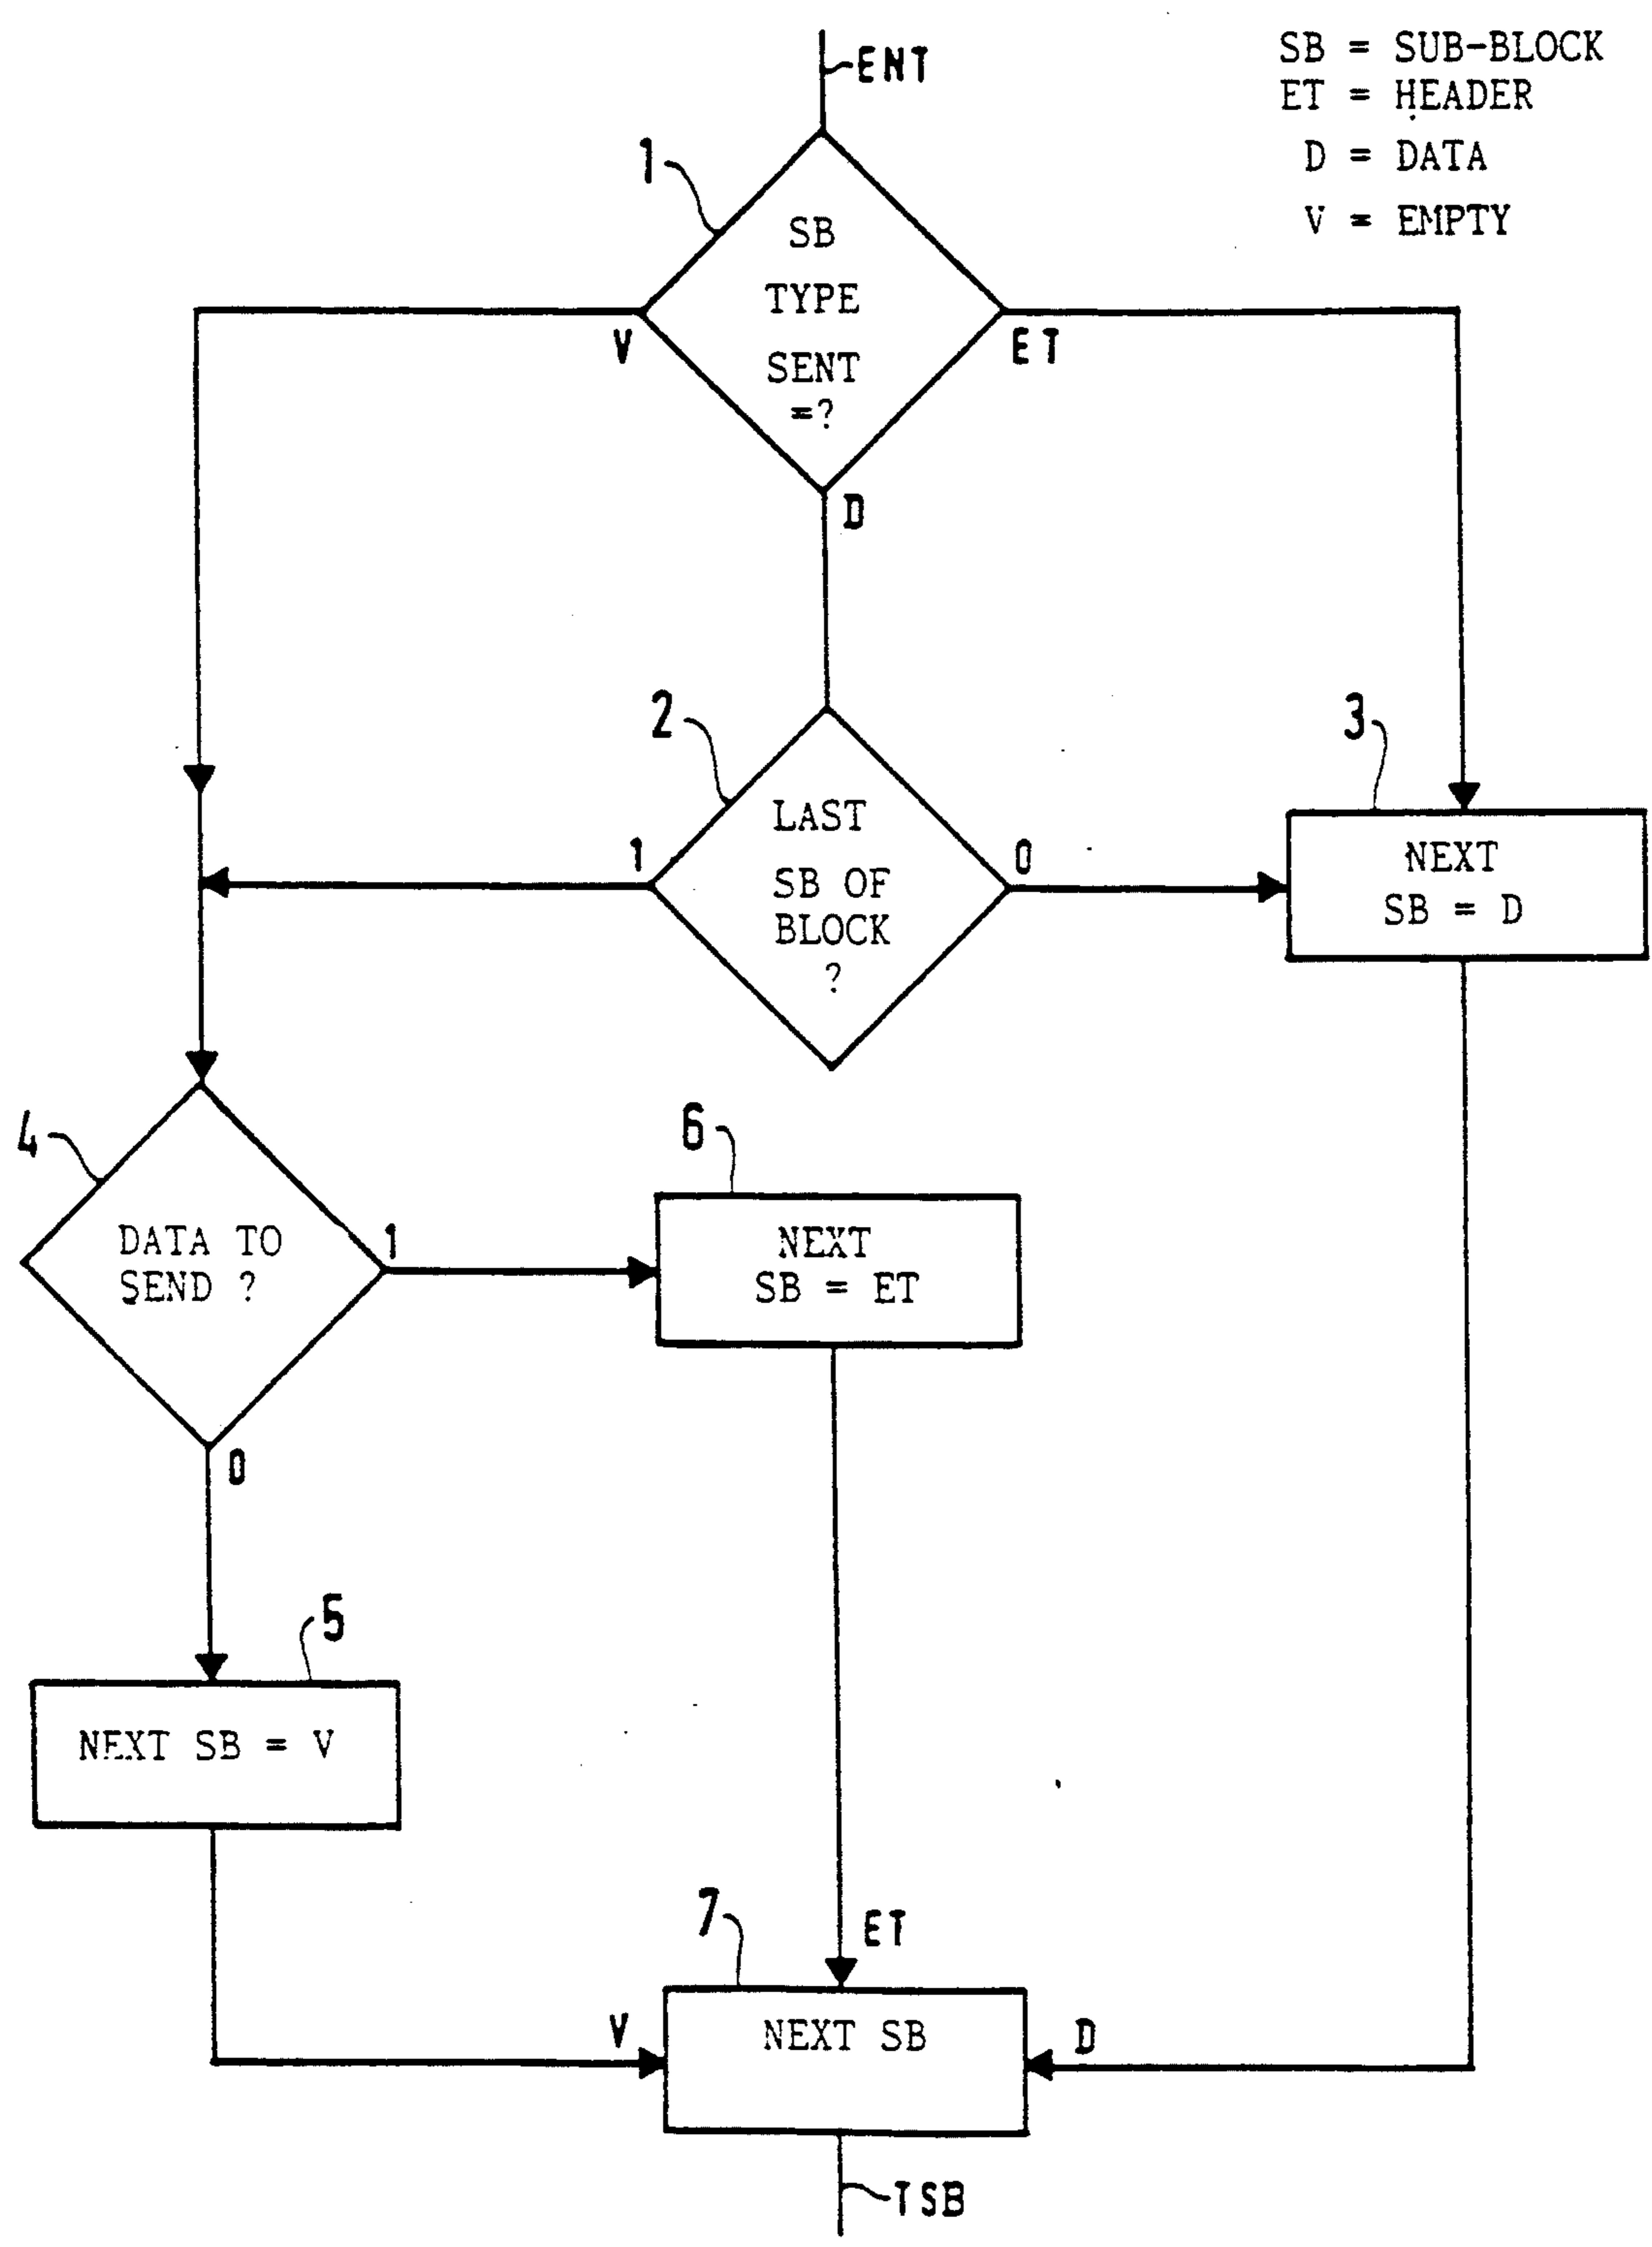 ENT
SB = SUB-BLOCK
ET = HEADER
D = DATA
V = EMPTY
1
SB
TYPE
SENT
=?
V
ET
D
2
3
LAST
SB OF
BLOCK
?
1
0
NEXT
SB = D
4
6
DATA TO
SEND ?
1
0
NEXT
SB = ET
5
NEXT SB = V
7
ET
V
NEXT SB
D
TSB